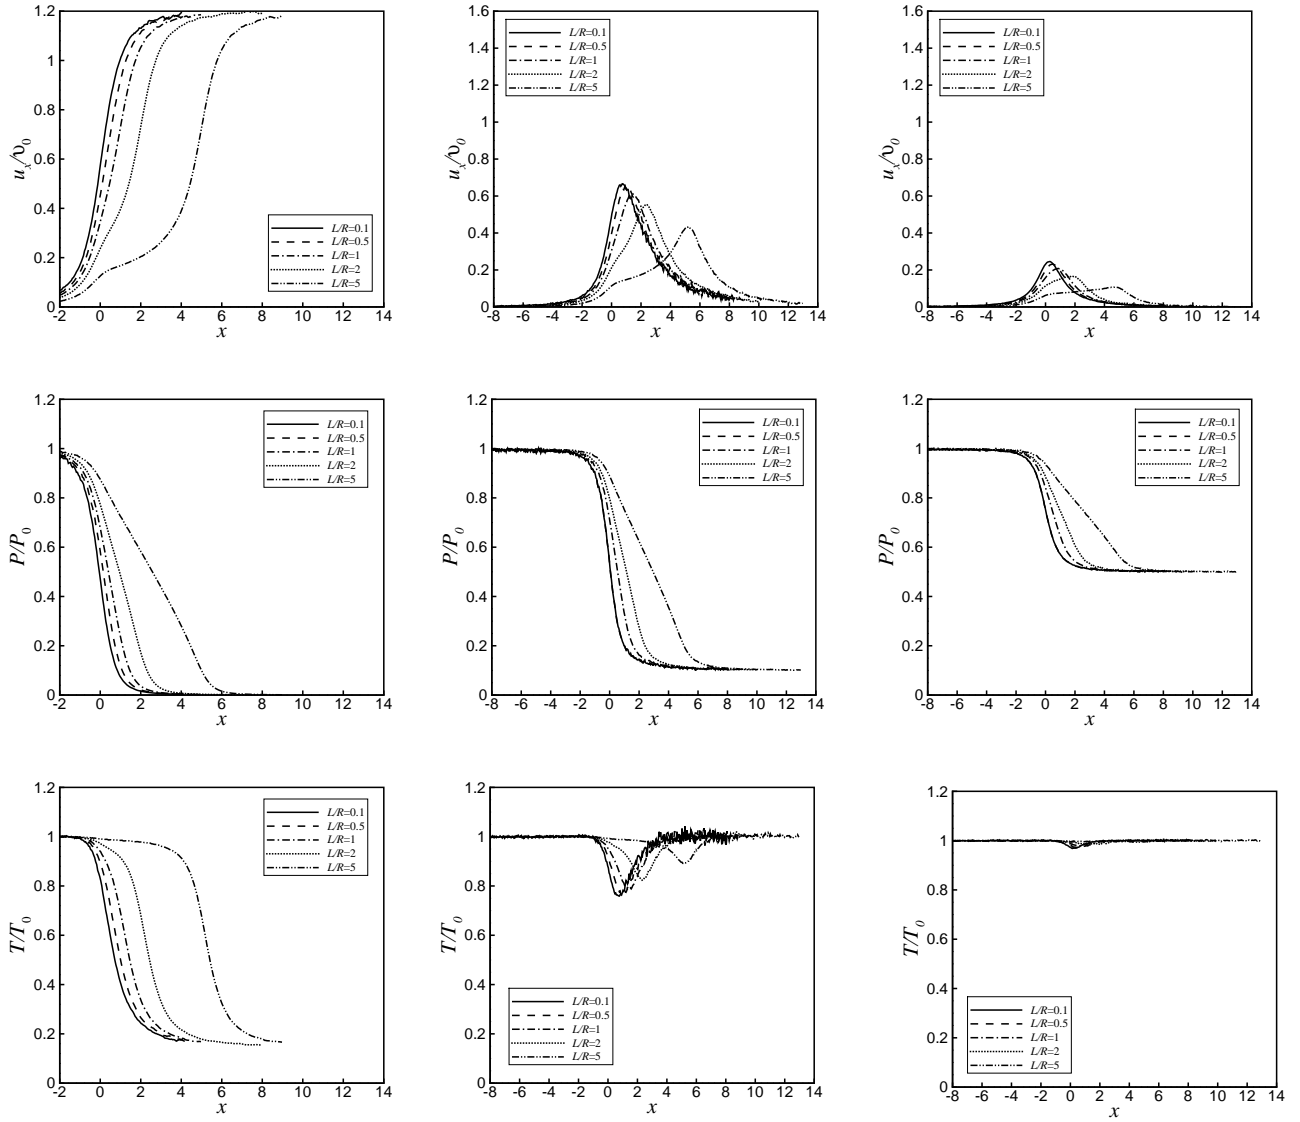 u_x/υ_0
1.2
1
0.8
0.6
0.4
0.2
0
-2 0 2 4 6 8 10 12 14
x
L/R=0.1
L/R=0.5
L/R=1
L/R=2
L/R=5
u_x/υ_0
1.6
1.4
1.2
1
0.8
0.6
0.4
0.2
0
-8 -6 -4 -2 0 2 4 6 8 10 12 14
x
L/R=0.1
L/R=0.5
L/R=1
L/R=2
L/R=5
u_x/υ_0
1.6
1.4
1.2
1
0.8
0.6
0.4
0.2
0
-8 -6 -4 -2 0 2 4 6 8 10 12 14
x
L/R=0.1
L/R=0.5
L/R=1
L/R=2
L/R=5
P/P_0
1.2
1
0.8
0.6
0.4
0.2
0
-2 0 2 4 6 8 10 12 14
x
L/R=0.1
L/R=0.5
L/R=1
L/R=2
L/R=5
P/P_0
1.2
1
0.8
0.6
0.4
0.2
0
-8 -6 -4 -2 0 2 4 6 8 10 12 14
x
L/R=0.1
L/R=0.5
L/R=1
L/R=2
L/R=5
P/P_0
1.2
1
0.8
0.6
0.4
0.2
0
-8 -6 -4 -2 0 2 4 6 8 10 12 14
x
L/R=0.1
L/R=0.5
L/R=1
L/R=2
L/R=5
T/T_0
1.2
1
0.8
0.6
0.4
0.2
0
-2 0 2 4 6 8 10 12 14
x
L/R=0.1
L/R=0.5
L/R=1
L/R=2
L/R=5
T/T_0
1.2
1
0.8
0.6
0.4
0.2
0
-8 -6 -4 -2 0 2 4 6 8 10 12 14
x
L/R=0.1
L/R=0.5
L/R=1
L/R=2
L/R=5
T/T_0
1.2
1
0.8
0.6
0.4
0.2
0
-8 -6 -4 -2 0 2 4 6 8 10 12 14
x
L/R=0.1
L/R=0.5
L/R=1
L/R=2
L/R=5